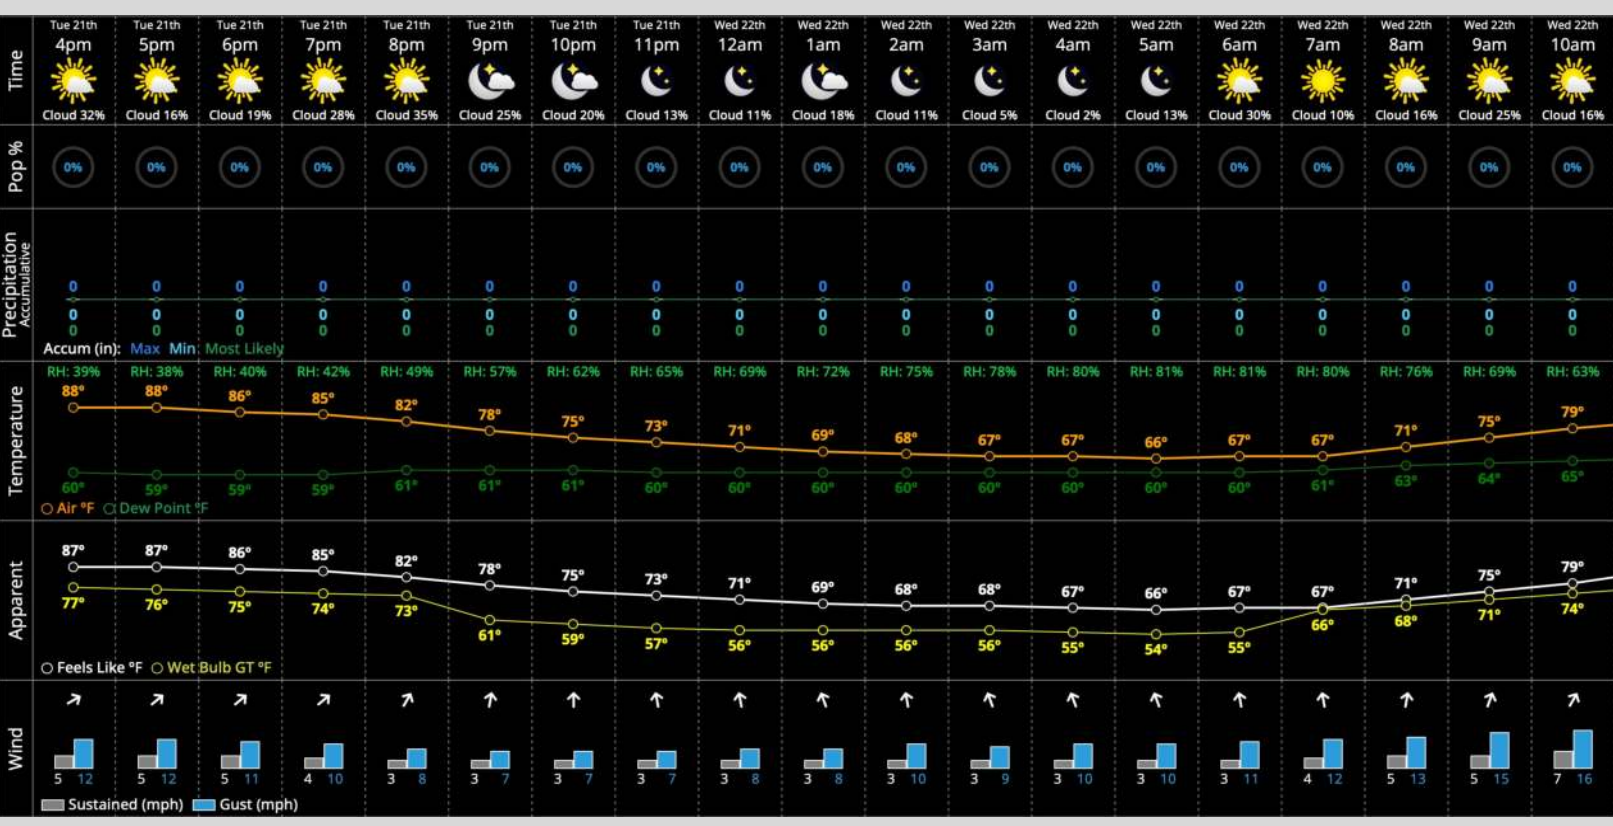 Time
Tue 21th Tue 21th Tue 21th Tue 21th Tue 21th Tue 21th Tue 21th Tue 21th Wed 22th Wed 22th Wed 22th Wed 22th Wed 22th Wed 22th Wed 22th Wed 22th Wed 22th Wed 22th Wed 22th
4pm 5pm 6pm 7pm 8pm 9pm 10pm 11pm 12am 1am 2am 3am 4am 5am 6am 7am 8am 9am 10am
Cloud 32% Cloud 16% Cloud 19% Cloud 28% Cloud 35% Cloud 25% Cloud 20% Cloud 13% Cloud 11% Cloud 18% Cloud 11% Cloud 5% Cloud 2% Cloud 13% Cloud 30% Cloud 10% Cloud 16% Cloud 25% Cloud 16%
Pop %
0% 0% 0% 0% 0% 0% 0% 0% 0% 0% 0% 0% 0% 0% 0% 0% 0% 0% 0%
Precipitation
Accumulative
0 0 0 0 0 0 0 0 0 0 0 0 0 0 0 0 0 0 0
0 0 0 0 0 0 0 0 0 0 0 0 0 0 0 0 0 0 0
0 0 0 0 0 0 0 0 0 0 0 0 0 0 0 0 0 0 0
Accum (in): Max Min Most Likely
Temperature
RH: 39% RH: 38% RH: 40% RH: 42% RH: 49% RH: 57% RH: 62% RH: 65% RH: 69% RH: 72% RH: 75% RH: 78% RH: 80% RH: 81% RH: 81% RH: 80% RH: 76% RH: 69% RH: 63%
88° 88° 86° 85° 82° 78° 75° 73° 71° 69° 68° 67° 67° 66° 67° 67° 71° 75° 79°
60° 59° 59° 59° 61° 61° 61° 60° 60° 60° 60° 60° 60° 60° 60° 61° 63° 64° 65°
Air ºF Dew Point ºF
Apparent
87° 87° 86° 85° 82° 78° 75° 73° 71° 69° 68° 68° 67° 66° 67° 67° 71° 75° 79°
77° 76° 75° 74° 73° 61° 59° 57° 56° 56° 56° 56° 55° 54° 55° 66° 68° 71° 74°
Feels Like ºF Wet Bulb GT ºF
Wind
5 12 5 12 5 11 4 10 3 8 3 7 3 7 3 7 3 8 3 8 3 10 3 9 3 10 3 10 3 11 4 12 5 13 5 15 7 16
Sustained (mph) Gust (mph)